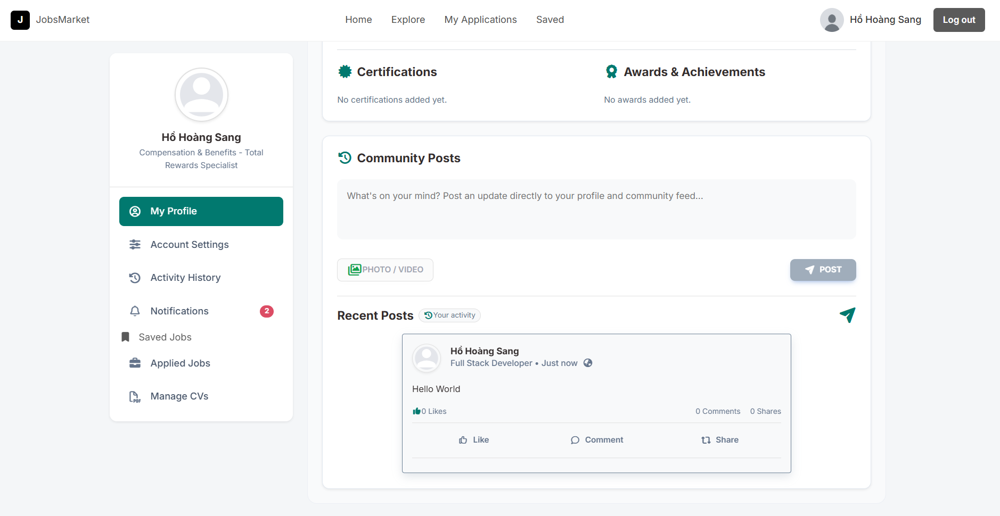 J JobsMarket
Home Explore My Applications Saved
Hồ Hoàng Sang Log out
Hồ Hoàng Sang
Compensation & Benefits - Total
Rewards Specialist
My Profile
Account Settings
Activity History
Notifications 2
Saved Jobs
Applied Jobs
PDF Manage CVs
Certifications
No certifications added yet.
Awards & Achievements
No awards added yet.
Community Posts
What's on your mind? Post an update directly to your profile and community feed...
PHOTO / VIDEO
POST
Recent Posts Your activity
Hồ Hoàng Sang
Full Stack Developer • Just now
Hello World
0 Likes 0 Comments 0 Shares
Like Comment Share